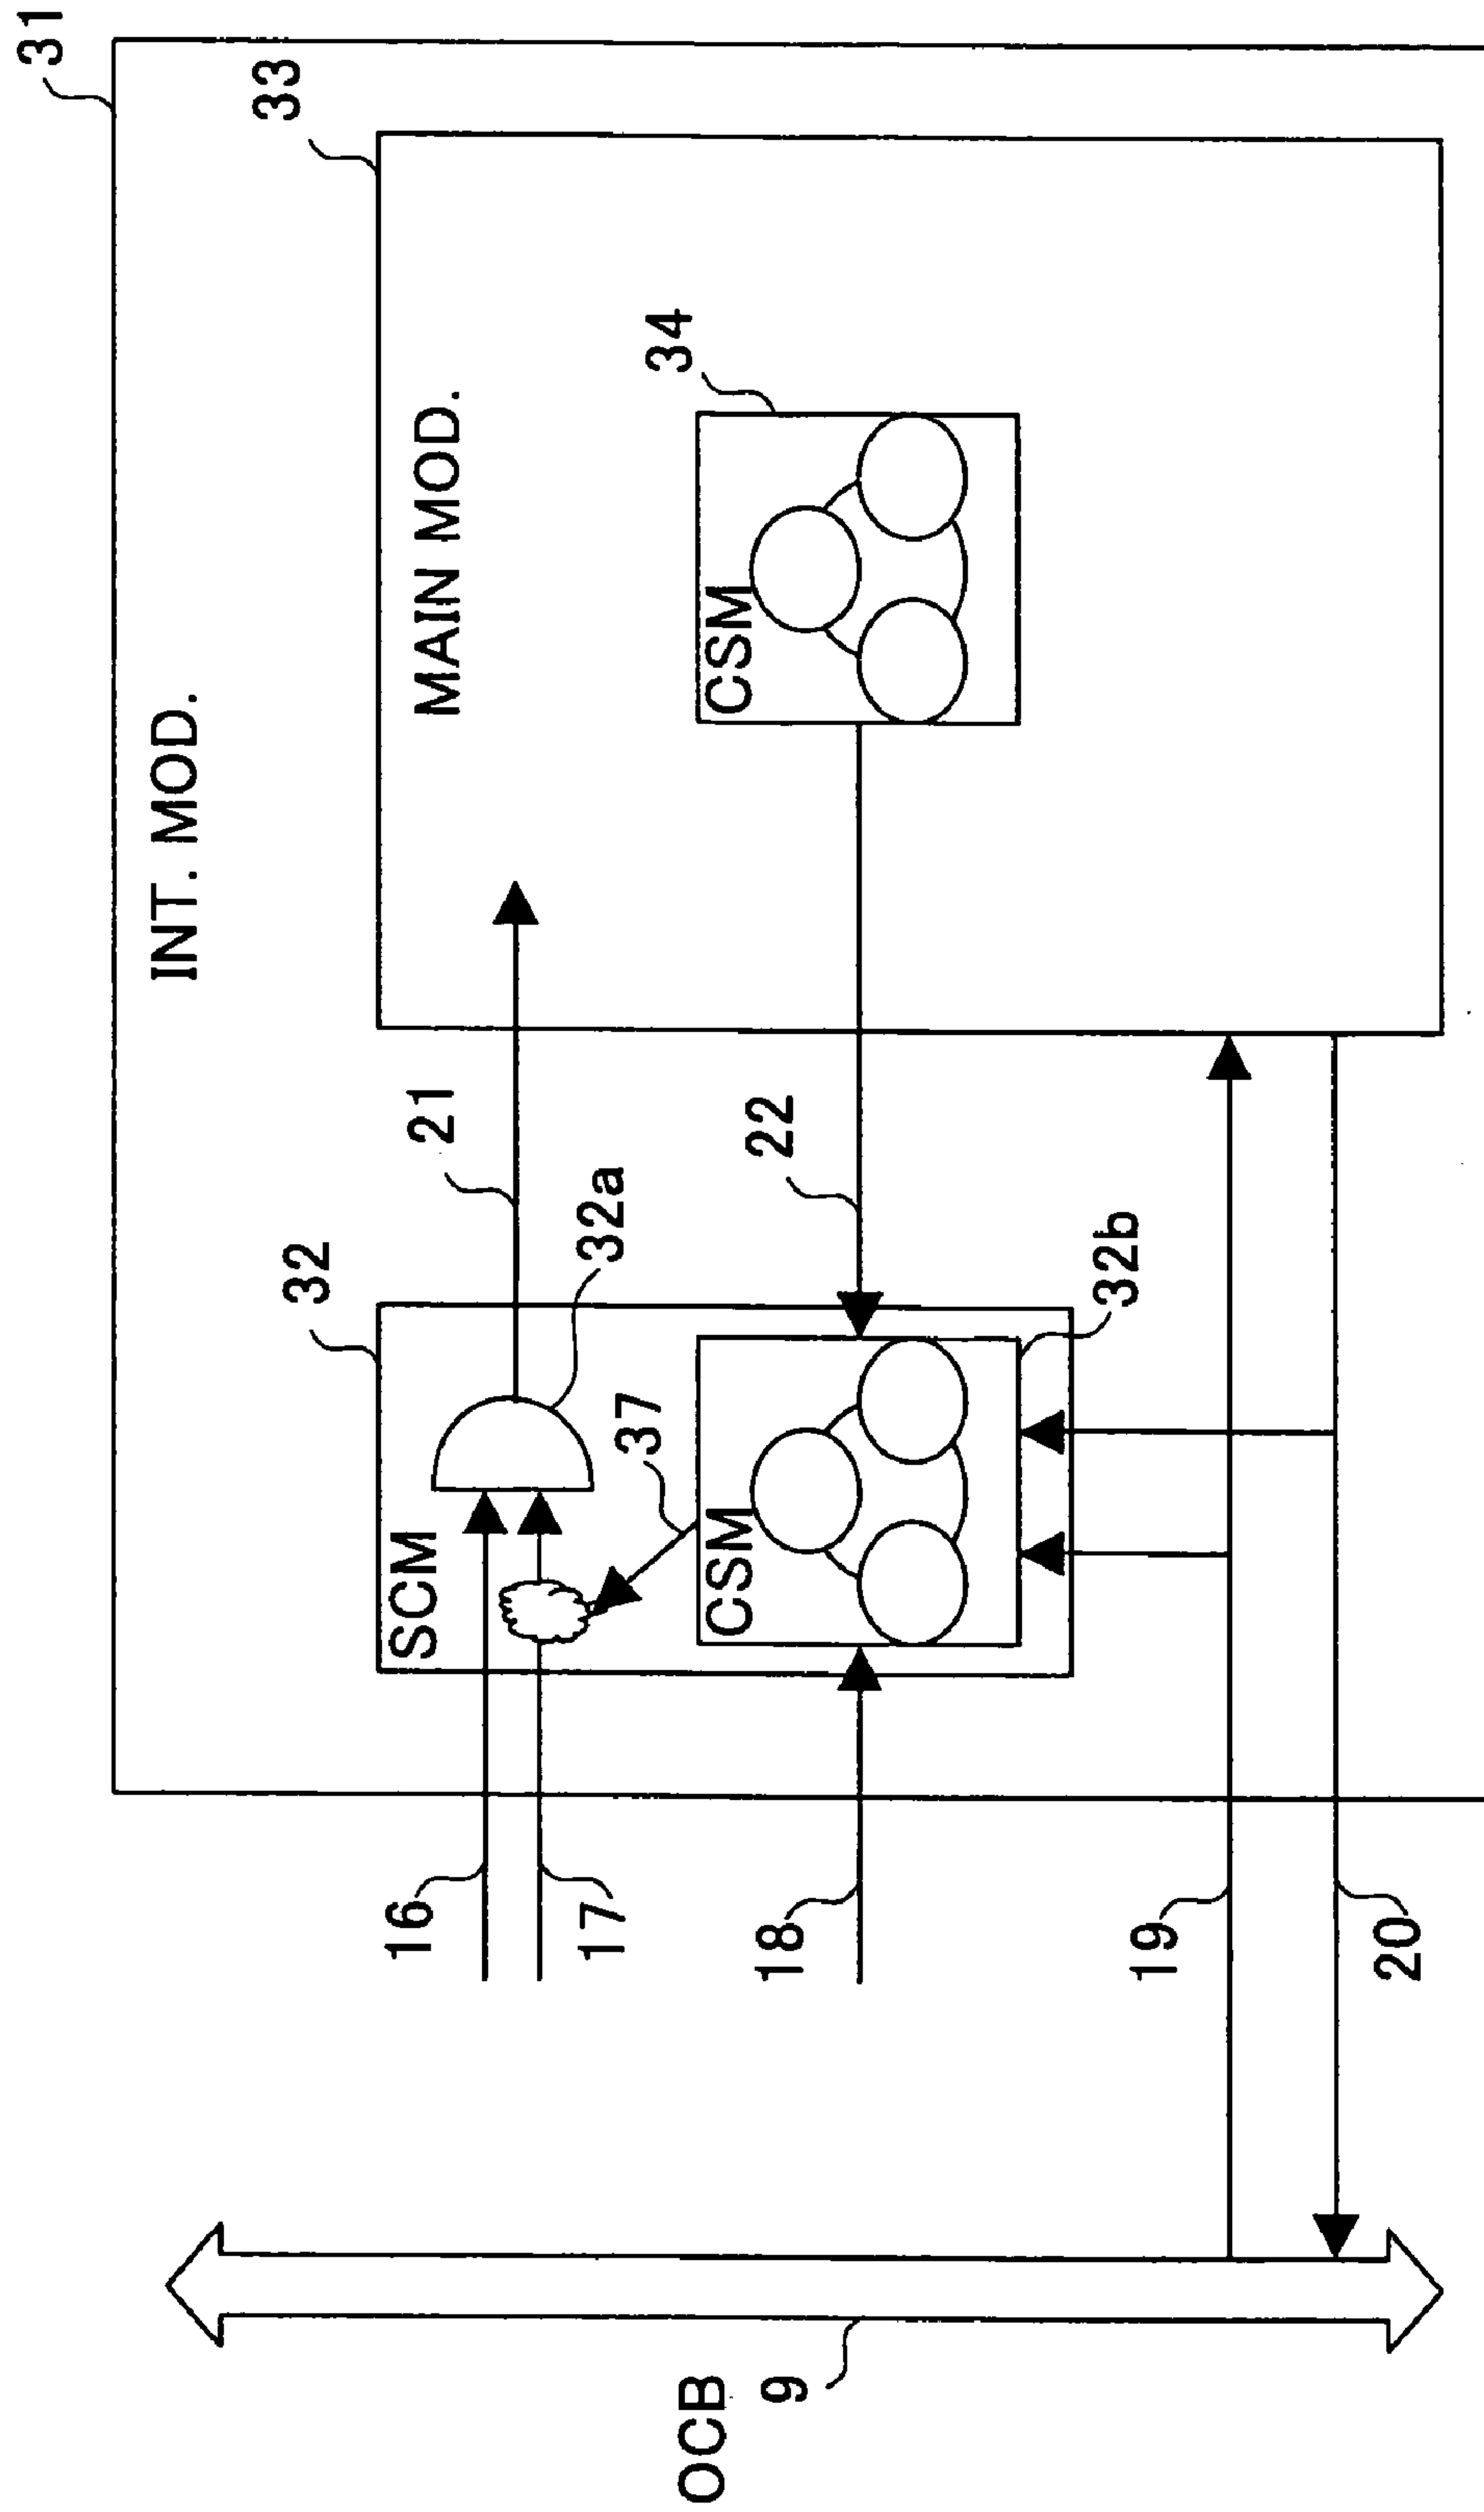 31
INT. MOD.
33
MAIN MOD.
34
CSM
21
22
32
32a
SCM
37
CSM
32b
16
17
18
19
20
OCB
9